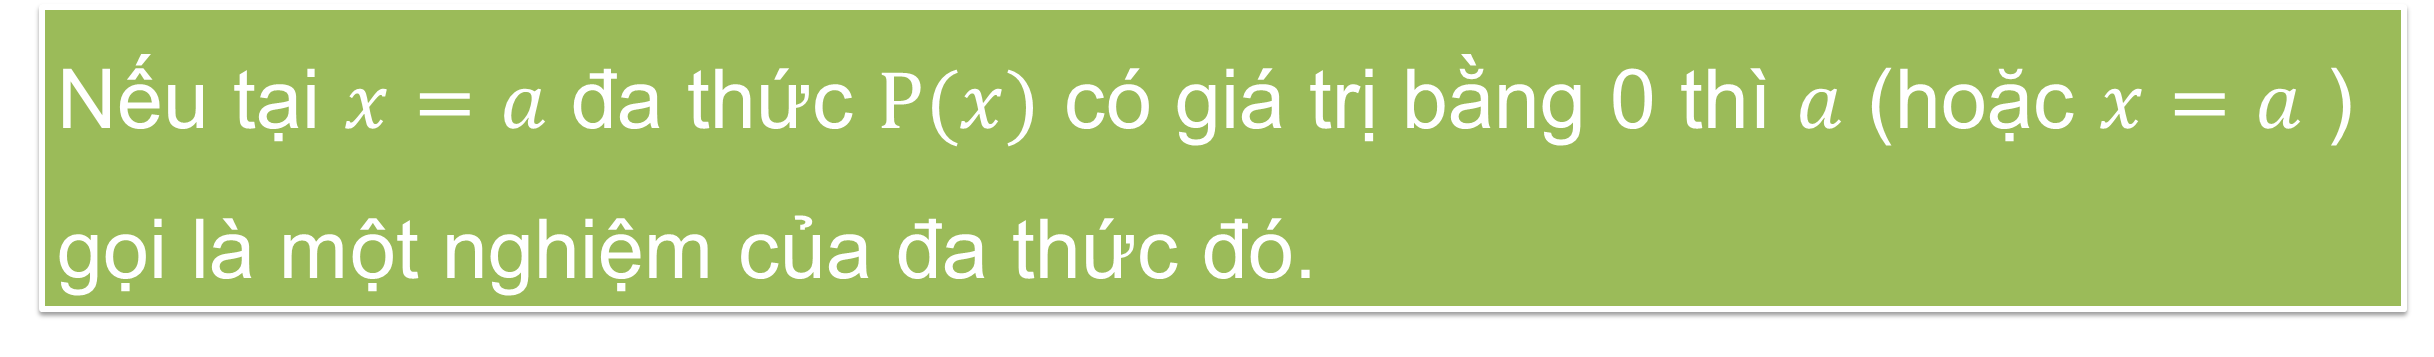 Nếu tại x = a đa thức P(x) có giá trị bằng 0 thì a (hoặc x = a )
gọi là một nghiệm của đa thức đó.